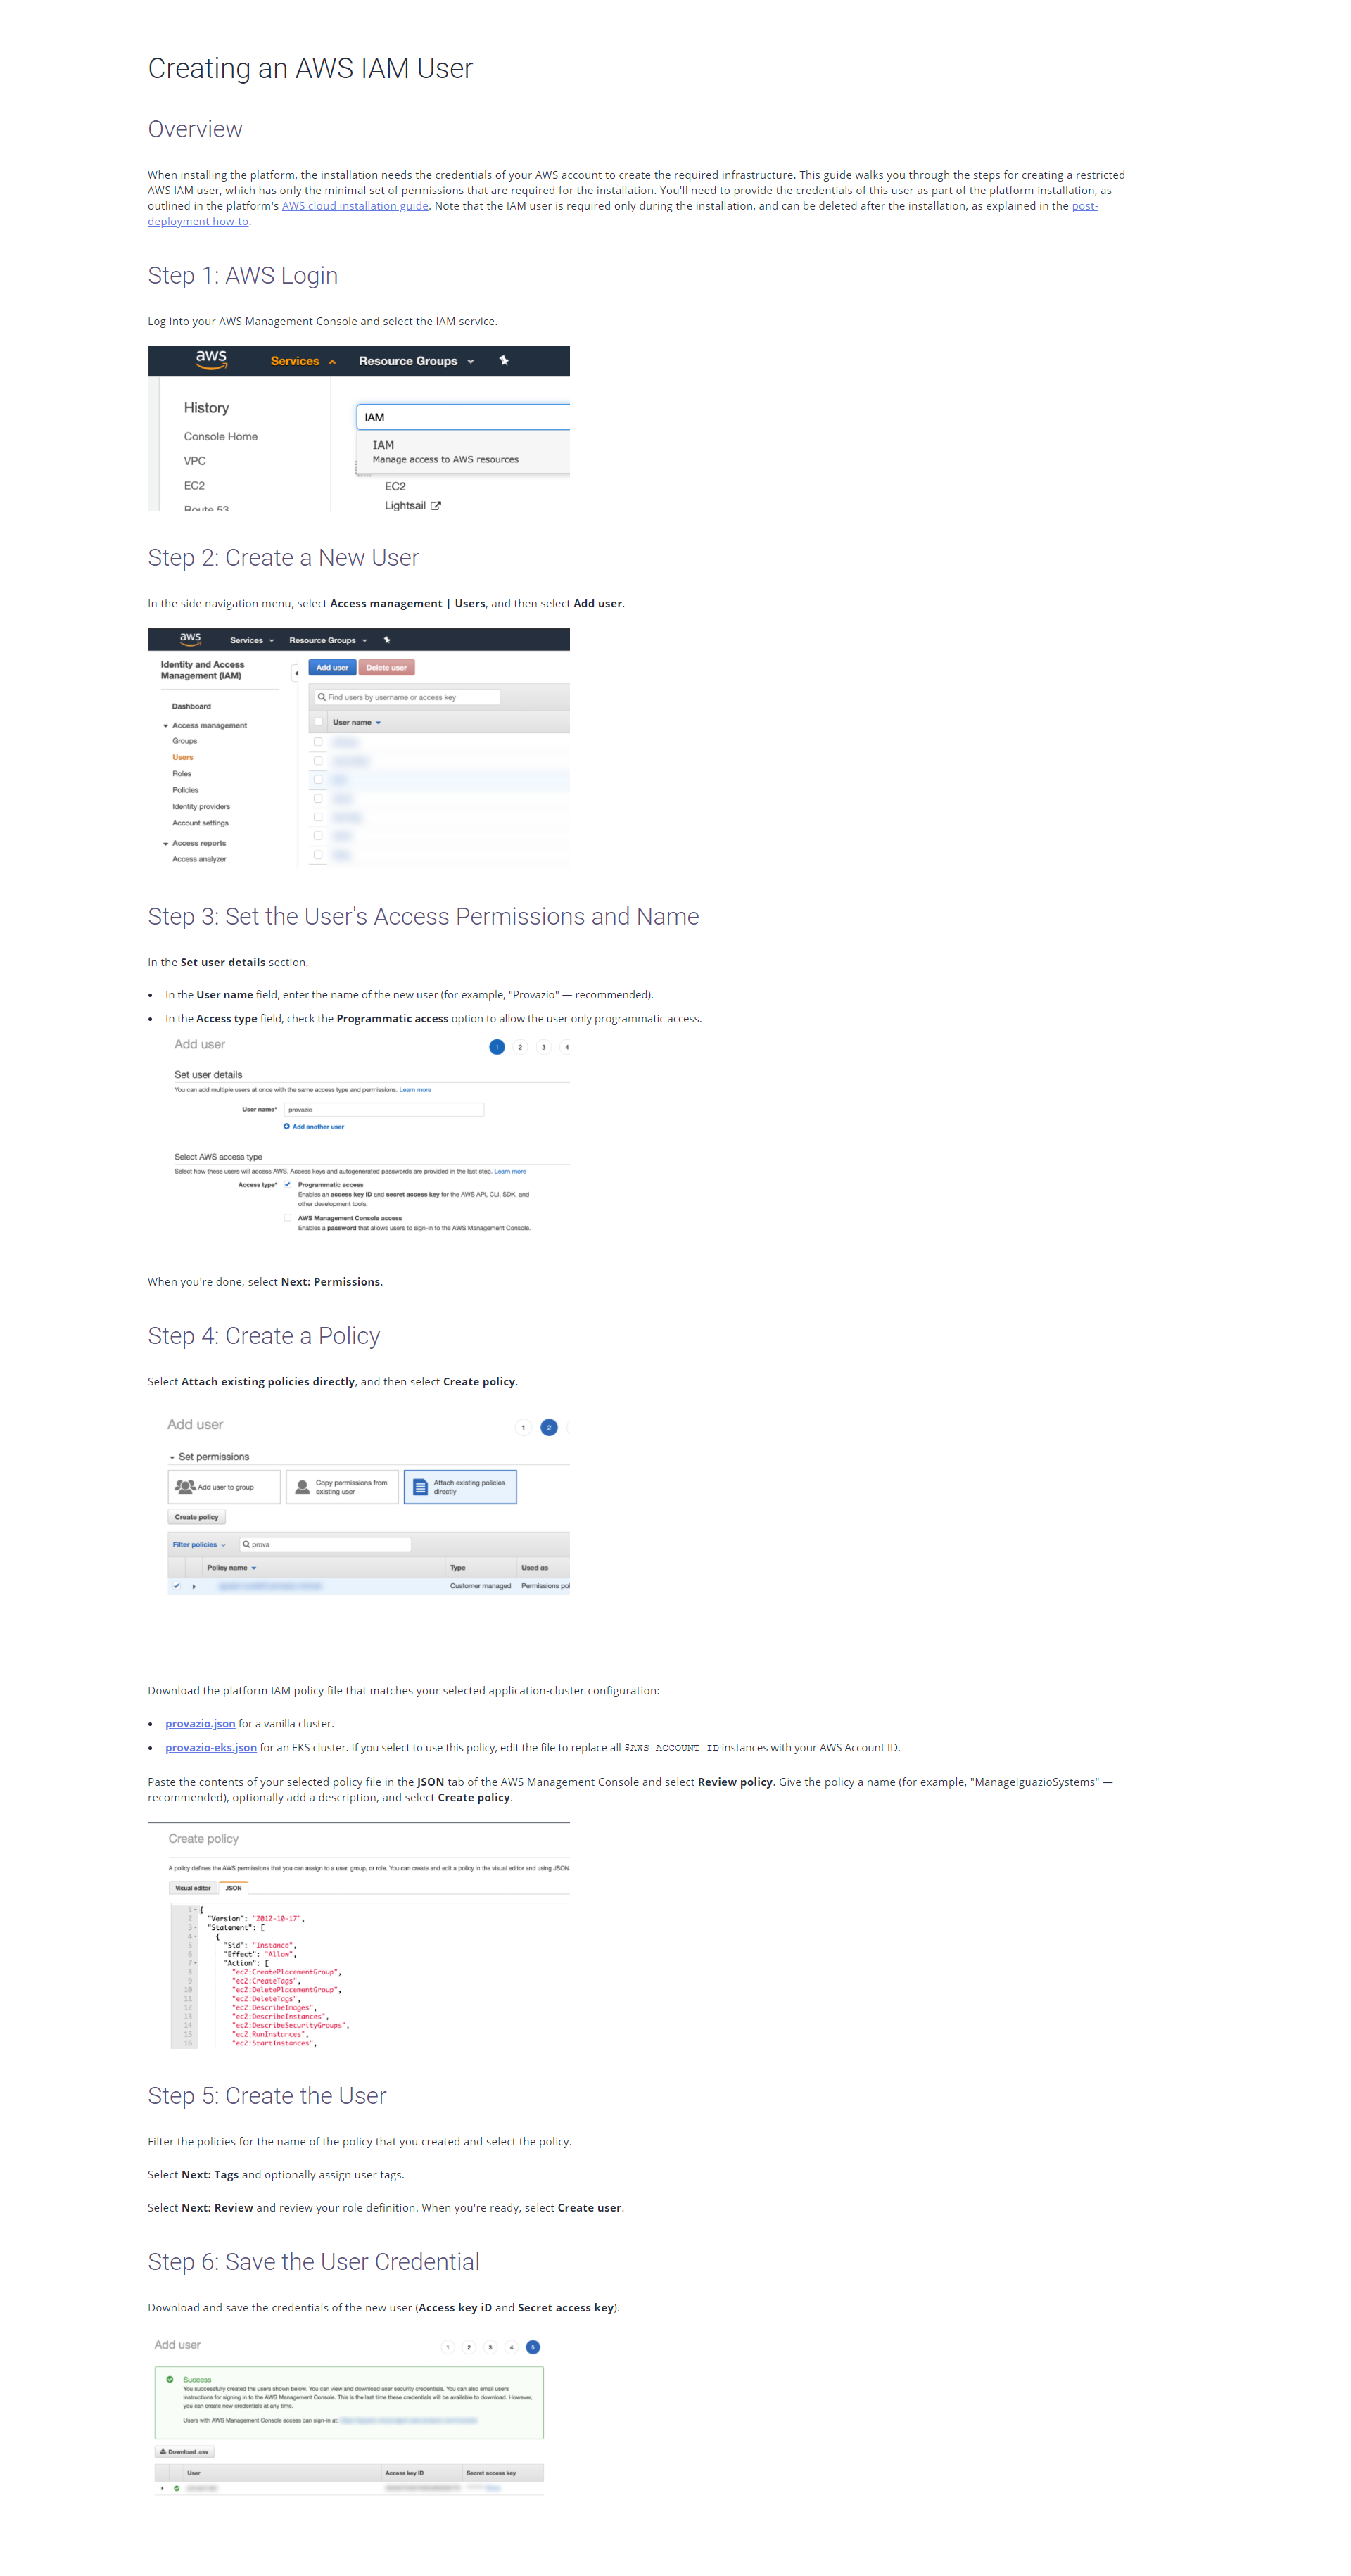 Creating an AWS IAM User
Overview
When installing the platform, the installation needs the credentials of your AWS account to create the required infrastructure. This guide walks you through the steps for creating a restricted
AWS IAM user, which has only the minimal set of permissions that are required for the installation. You'll need to provide the credentials of this user as part of the platform installation, as
outlined in the platform's AWS cloud installation guide. Note that the IAM user is required only during the installation, and can be deleted after the installation, as explained in the post-
deployment how-to.
Step 1: AWS Login
Log into your AWS Management Console and select the IAM service.
aws Services Resource Groups
History
IAM
Console Home
IAM
VPC
Manage access to AWS resources
EC2
EC2
Lightsail
Route 53
Step 2: Create a New User
In the side navigation menu, select Access management | Users, and then select Add user.
aws Services Resource Groups
Identity and Access
Management (IAM)
Add user Delete user
Find users by username or access key
Dashboard
User name
Access management
Groups
Users
Roles
Policies
Identity providers
Account settings
Access reports
Access analyzer
Step 3: Set the User's Access Permissions and Name
In the Set user details section,
• In the User name field, enter the name of the new user (for example, "Provazio" — recommended).
• In the Access type field, check the Programmatic access option to allow the user only programmatic access.
Add user 1 2 3 4
Set user details
You can add multiple users at once with the same access type and permissions. Learn more
User name* provazio
Add another user
Select AWS access type
Select how these users will access AWS. Access keys and autogenerated passwords are provided in the last step. Learn more
Access type* Programmatic access
Enables an access key ID and secret access key for the AWS API, CLI, SDK, and
other development tools.
AWS Management Console access
Enables a password that allows users to sign-in to the AWS Management Console.
When you're done, select Next: Permissions.
Step 4: Create a Policy
Select Attach existing policies directly, and then select Create policy.
Add user 1 2
Set permissions
Add user to group
Copy permissions from
existing user
Attach existing policies
directly
Create policy
Filter policies prova
Policy name Type Used as
Customer managed Permissions pol
Download the platform IAM policy file that matches your selected application-cluster configuration:
• provazio.json for a vanilla cluster.
• provazio-eks.json for an EKS cluster. If you select to use this policy, edit the file to replace all $AWS_ACCOUNT_ID instances with your AWS Account ID.
Paste the contents of your selected policy file in the JSON tab of the AWS Management Console and select Review policy. Give the policy a name (for example, "ManageIguazioSystems" —
recommended), optionally add a description, and select Create policy.
Create policy
A policy defines the AWS permissions that you can assign to a user, group, or role. You can create and edit a policy in the visual editor and using JSON
Visual editor JSON
1 {
2 "Version": "2012-10-17",
3 "Statement": [
4 {
5 "Sid": "Instance",
6 "Effect": "Allow",
7 "Action": [
8 "ec2:CreatePlacementGroup",
9 "ec2:CreateTags",
10 "ec2:DeletePlacementGroup",
11 "ec2:DeleteTags",
12 "ec2:DescribeImages",
13 "ec2:DescribeInstances",
14 "ec2:DescribeSecurityGroups",
15 "ec2:RunInstances",
16 "ec2:StartInstances",
Step 5: Create the User
Filter the policies for the name of the policy that you created and select the policy.
Select Next: Tags and optionally assign user tags.
Select Next: Review and review your role definition. When you're ready, select Create user.
Step 6: Save the User Credential
Download and save the credentials of the new user (Access key iD and Secret access key).
Add user 1 2 3 4 5
Success
You successfully created the users shown below. You can view and download user security credentials. You can also email users
instructions for signing in to the AWS Management Console. This is the last time these credentials will be available to download. However,
you can create new credentials at any time.
Users with AWS Management Console access can sign-in at:
Download .csv
User Access key ID Secret access key